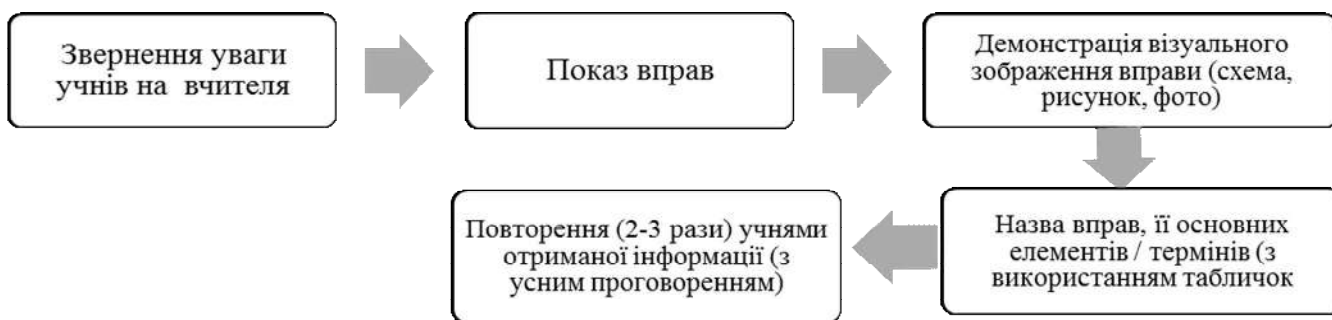 Звернення уваги
учнів на вчителя
Показ вправ
Демонстрація візуального
зображення вправи (схема,
рисунок, фото)
Назва вправ, її основних
елементів / термінів (з
використанням табличок
Повторення (2-3 рази) учнями
отриманої інформації (з
усним проговоренням)